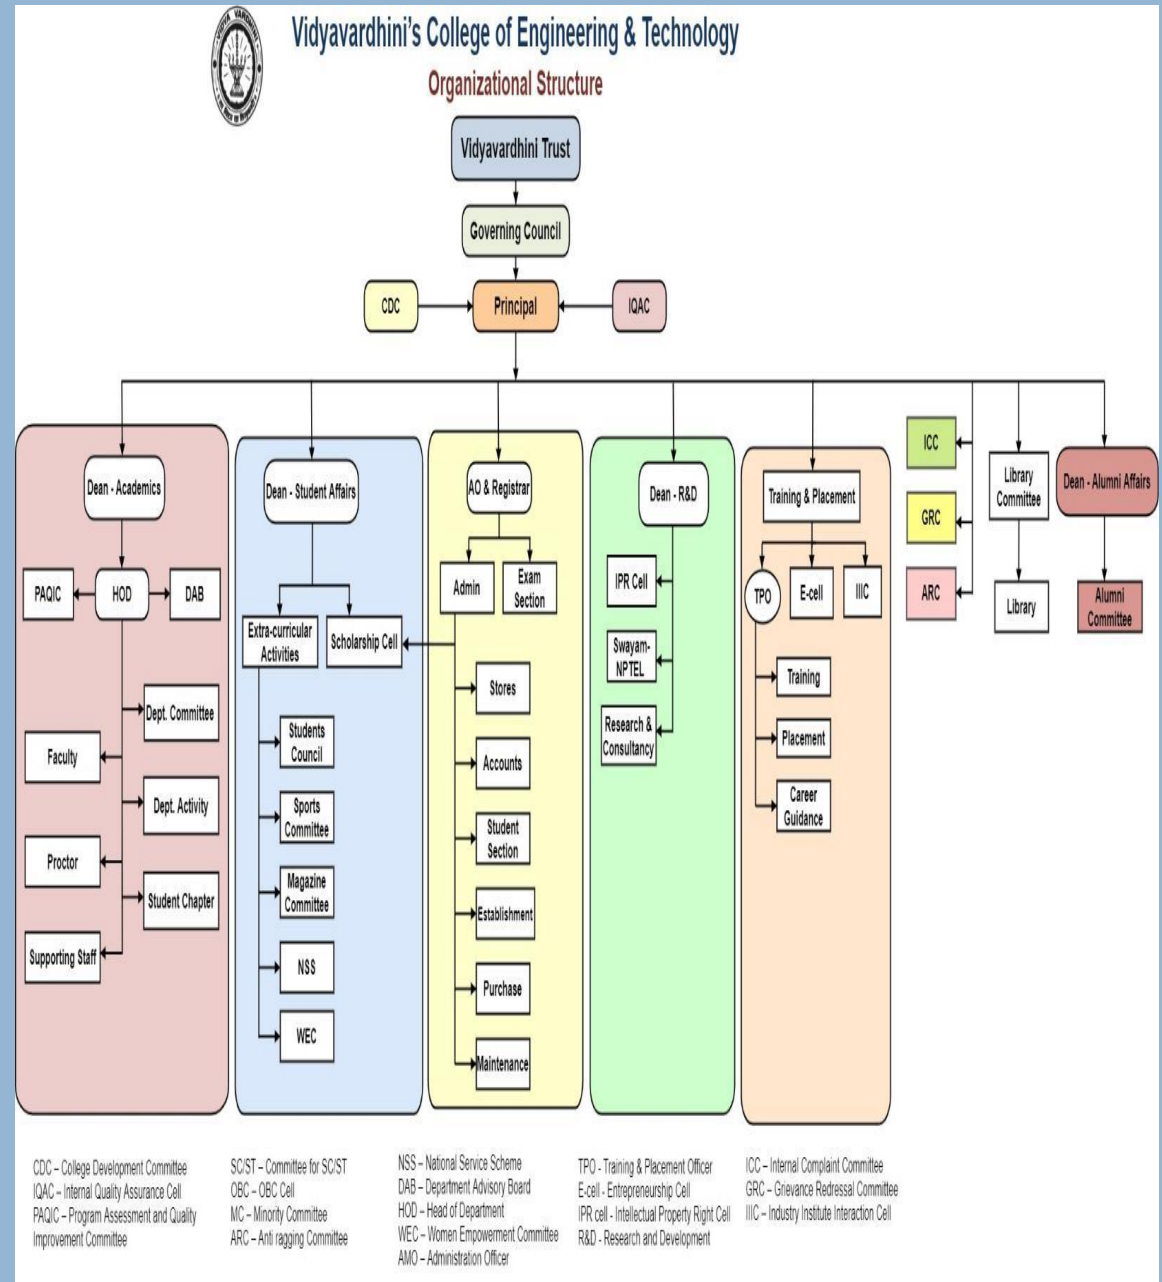 VIDYA VARDHINI
Vidyavardhini's College of Engineering & Technology
Organizational Structure
Vidyavardhini Trust
Governing Council
CDC
Principal
IQAC
Dean - Academics
HOD
PAQIC
DAB
Dept. Committee
Faculty
Dept. Activity
Proctor
Student Chapter
Supporting Staff
Dean - Student Affairs
Extra-curricular
Activities
Scholarship Cell
Students
Council
Sports
Committee
Magazine
Committee
NSS
WEC
AO & Registrar
Admin
Exam
Section
Stores
Accounts
Student
Section
Establishment
Purchase
Maintenance
Dean - R&D
IPR Cell
Swayam-
NPTEL
Research &
Consultancy
Training & Placement
TPO
E-cell
IIIC
Training
Placement
Career
Guidance
ICC
GRC
ARC
Library
Committee
Library
Dean - Alumni Affairs
Alumni
Committee
CDC – College Development Committee
IQAC – Internal Quality Assurance Cell
PAQIC – Program Assessment and Quality
Improvement Committee
SC/ST – Committee for SC/ST
OBC – OBC Cell
MC – Minority Committee
ARC – Anti ragging Committee
NSS – National Service Scheme
DAB – Department Advisory Board
HOD – Head of Department
WEC – Women Empowerment Committee
AMO – Administration Officer
TPO - Training & Placement Officer
E-cell - Entrepreneurship Cell
IPR cell - Intellectual Property Right Cell
R&D - Research and Development
ICC – Internal Complaint Committee
GRC – Grievance Redressal Committee
IIIC – Industry Institute Interaction Cell